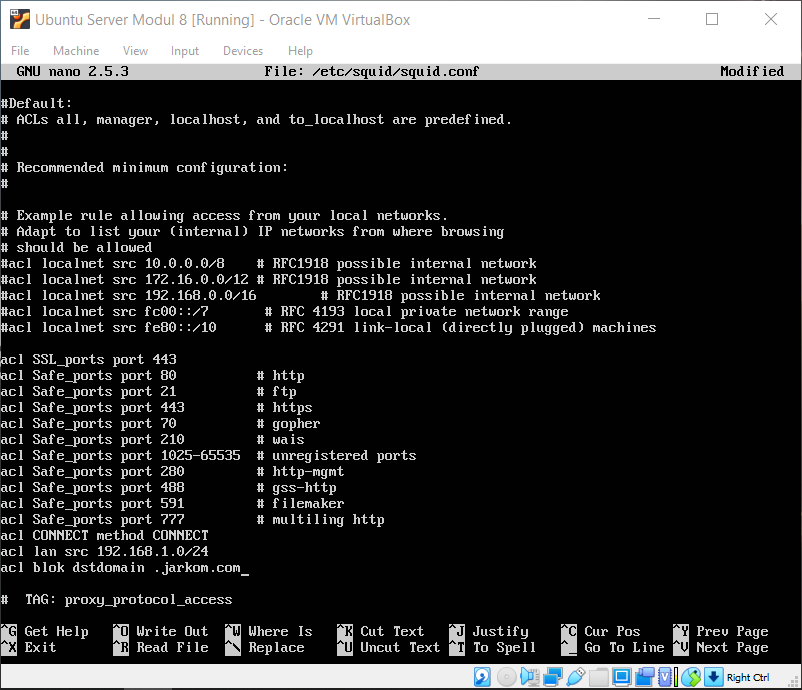 Ubuntu Server Modul 8 [Running] - Oracle VM VirtualBox
File Machine View Input Devices Help
GNU nano 2.5.3 File: /etc/squid/squid.conf Modified
#Default:
# ACLs all, manager, localhost, and to_localhost are predefined.
#
#
# Recommended minimum configuration:
#
# Example rule allowing access from your local networks.
# Adapt to list your (internal) IP networks from where browsing
# should be allowed
#acl localnet src 10.0.0.0/8 # RFC1918 possible internal network
#acl localnet src 172.16.0.0/12 # RFC1918 possible internal network
#acl localnet src 192.168.0.0/16 # RFC1918 possible internal network
#acl localnet src fc00::/7 # RFC 4193 local private network range
#acl localnet src fe80::/10 # RFC 4291 link-local (directly plugged) machines
acl SSL_ports port 443
acl Safe_ports port 80 # http
acl Safe_ports port 21 # ftp
acl Safe_ports port 443 # https
acl Safe_ports port 70 # gopher
acl Safe_ports port 210 # wais
acl Safe_ports port 1025-65535 # unregistered ports
acl Safe_ports port 280 # http-mgmt
acl Safe_ports port 488 # gss-http
acl Safe_ports port 591 # filemaker
acl Safe_ports port 777 # multiling http
acl CONNECT method CONNECT
acl lan src 192.168.1.0/24
acl blok dstdomain .jarkom.com_
# TAG: proxy_protocol_access
^G Get Help ^O Write Out ^W Where Is ^K Cut Text ^J Justify ^C Cur Pos ^Y Prev Page
^X Exit ^R Read File ^\ Replace ^U Uncut Text ^T To Spell ^_ Go To Line ^V Next Page
Right Ctrl